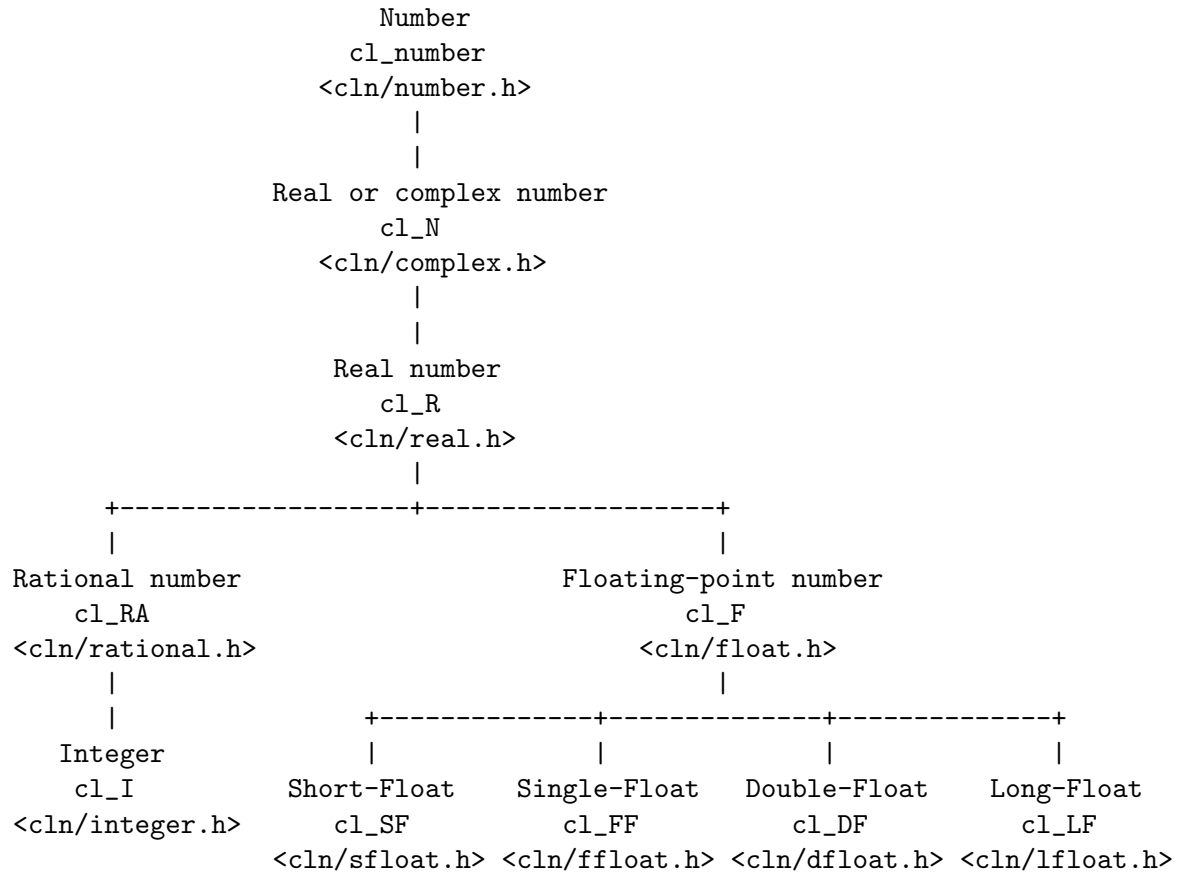 Number
cl_number
<cln/number.h>
|
|
Real or complex number
cl_N
<cln/complex.h>
|
|
Real number
cl_R
<cln/real.h>
|
+-------------------+-------------------+
| |
Rational number Floating-point number
cl_RA cl_F
<cln/rational.h> <cln/float.h>
| |
| +--------------+--------------+--------------+
Integer | | | |
cl_I Short-Float Single-Float Double-Float Long-Float
<cln/integer.h> cl_SF cl_FF cl_DF cl_LF
<cln/sfloat.h> <cln/ffloat.h> <cln/dfloat.h> <cln/lfloat.h>